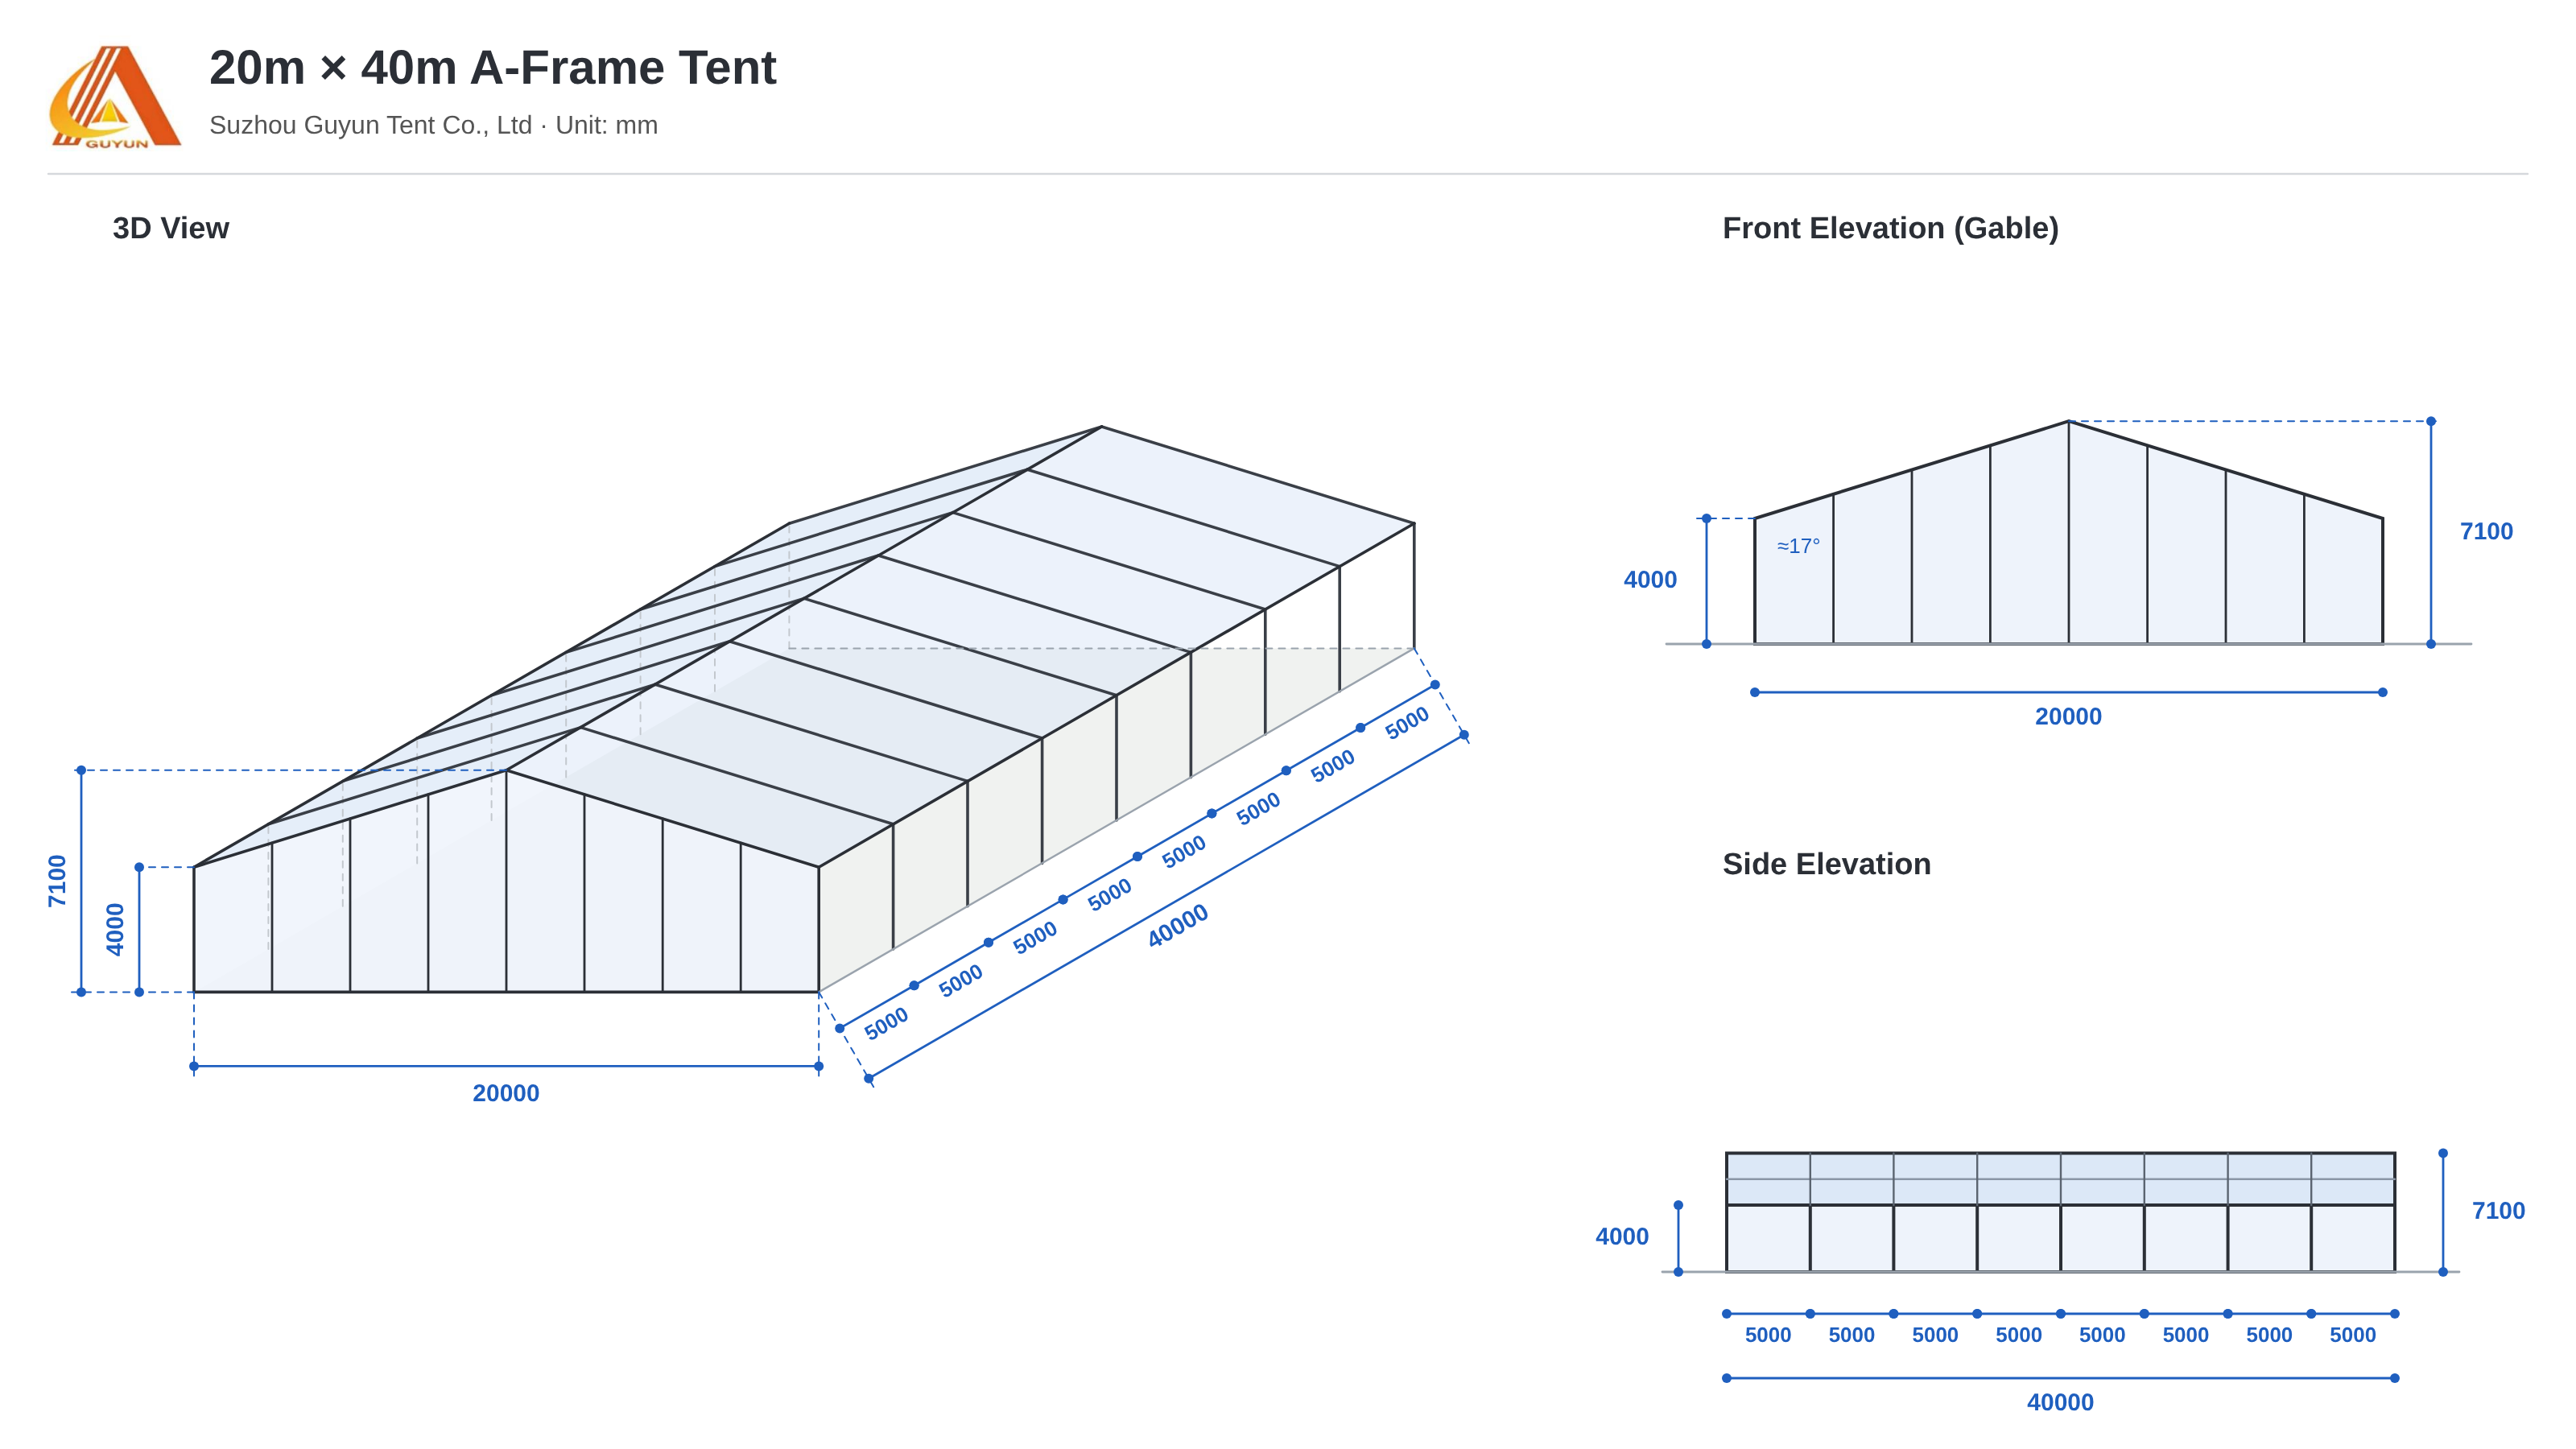 GUYUN
20m × 40m A-Frame Tent
Suzhou Guyun Tent Co., Ltd · Unit: mm
3D View
7100
4000
20000
5000
5000
5000
5000
5000
5000
5000
5000
40000
Front Elevation (Gable)
≈17°
4000
7100
20000
Side Elevation
4000
7100
5000 5000 5000 5000 5000 5000 5000 5000
40000